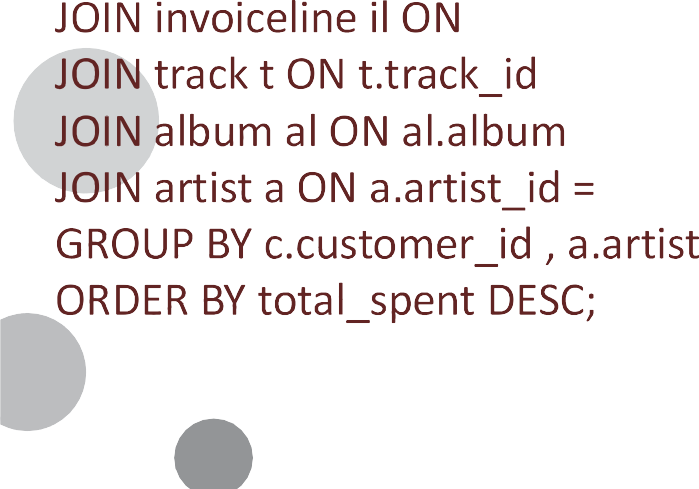 JOIN invoiceline il ON
JOIN track t ON t.track_id
JOIN album al ON al.album
JOIN artist a ON a.artist_id =
GROUP BY c.customer_id , a.artist
ORDER BY total_spent DESC;